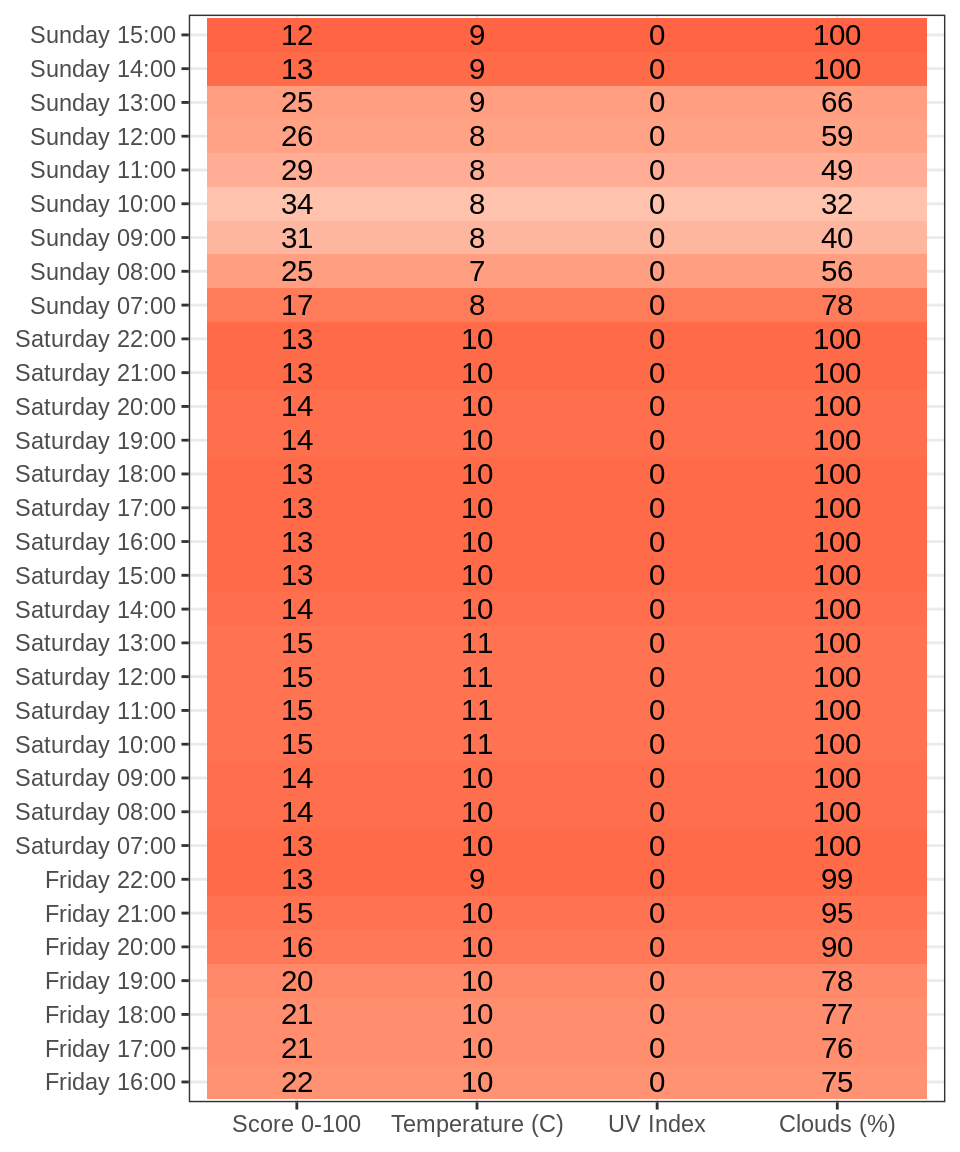 Sunday 15:00 12 9 0 100
Sunday 14:00 13 9 0 100
Sunday 13:00 25 9 0 66
Sunday 12:00 26 8 0 59
Sunday 11:00 29 8 0 49
Sunday 10:00 34 8 0 32
Sunday 09:00 31 8 0 40
Sunday 08:00 25 7 0 56
Sunday 07:00 17 8 0 78
Saturday 22:00 13 10 0 100
Saturday 21:00 13 10 0 100
Saturday 20:00 14 10 0 100
Saturday 19:00 14 10 0 100
Saturday 18:00 13 10 0 100
Saturday 17:00 13 10 0 100
Saturday 16:00 13 10 0 100
Saturday 15:00 13 10 0 100
Saturday 14:00 14 10 0 100
Saturday 13:00 15 11 0 100
Saturday 12:00 15 11 0 100
Saturday 11:00 15 11 0 100
Saturday 10:00 15 11 0 100
Saturday 09:00 14 10 0 100
Saturday 08:00 14 10 0 100
Saturday 07:00 13 10 0 100
Friday 22:00 13 9 0 99
Friday 21:00 15 10 0 95
Friday 20:00 16 10 0 90
Friday 19:00 20 10 0 78
Friday 18:00 21 10 0 77
Friday 17:00 21 10 0 76
Friday 16:00 22 10 0 75
Score 0-100 Temperature (C) UV Index Clouds (%)